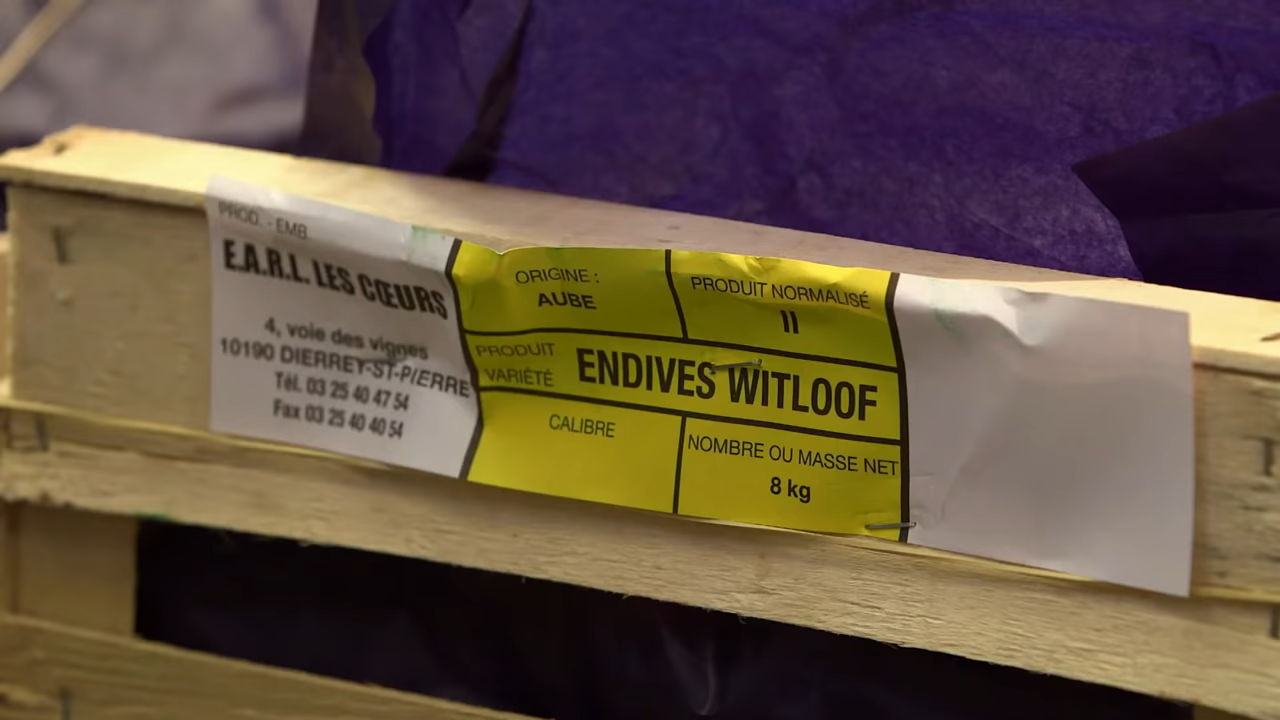 PROD. - EMB
E.A.R.L. LES CŒURS
4, voie des vignes
10190 DIERREY-ST-PIERRE
Tél. 03 25 40 47 54
Fax 03 25 40 40 54
ORIGINE :
AUBE
PRODUIT NORMALISÉ
II
PRODUIT
VARIÉTÉ
ENDIVES WITLOOF
CALIBRE
NOMBRE OU MASSE NET
8 kg